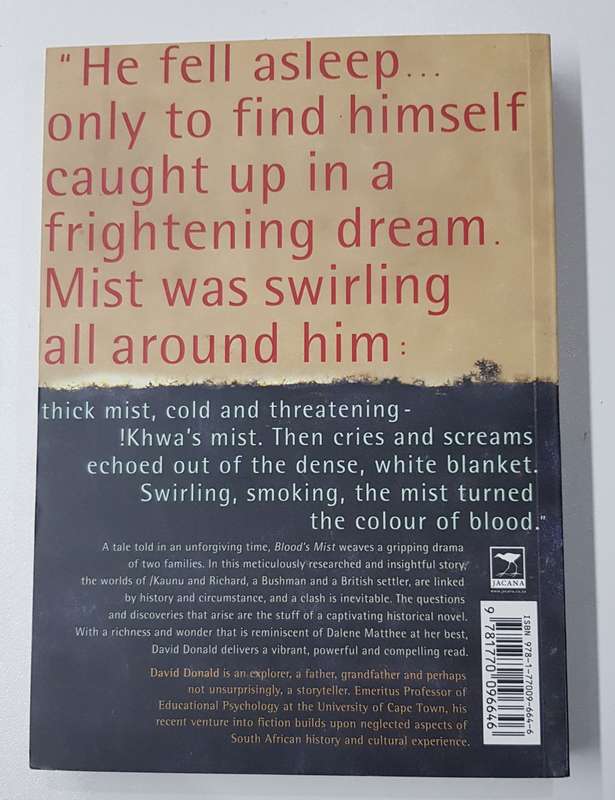 "He fell asleep...
only to find himself
caught up in a
frightening dream.
Mist was swirling
all around him:
thick mist, cold and threatening-
!Khwa's mist. Then cries and screams
echoed out of the dense, white blanket.
Swirling, smoking, the mist turned
the colour of blood."
A tale told in an unforgiving time, Blood's Mist weaves a gripping drama
of two families. In this meticulously researched and insightful story,
the worlds of /Kaunu and Richard, a Bushman and a British settler, are linked
by history and circumstance, and a clash is inevitable. The questions
and discoveries that arise are the stuff of a captivating historical novel.
With a richness and wonder that is reminiscent of Dalene Matthee at her best,
David Donald delivers a vibrant, powerful and compelling read.
David Donald is an explorer, a father, grandfather and perhaps
not unsurprisingly, a storyteller. Emeritus Professor of
Educational Psychology at the University of Cape Town, his
recent venture into fiction builds upon neglected aspects of
South African history and cultural experience.
JACANA
www.jacana.co.za
ISBN 978-1-77009-664-6
9 781770 096646